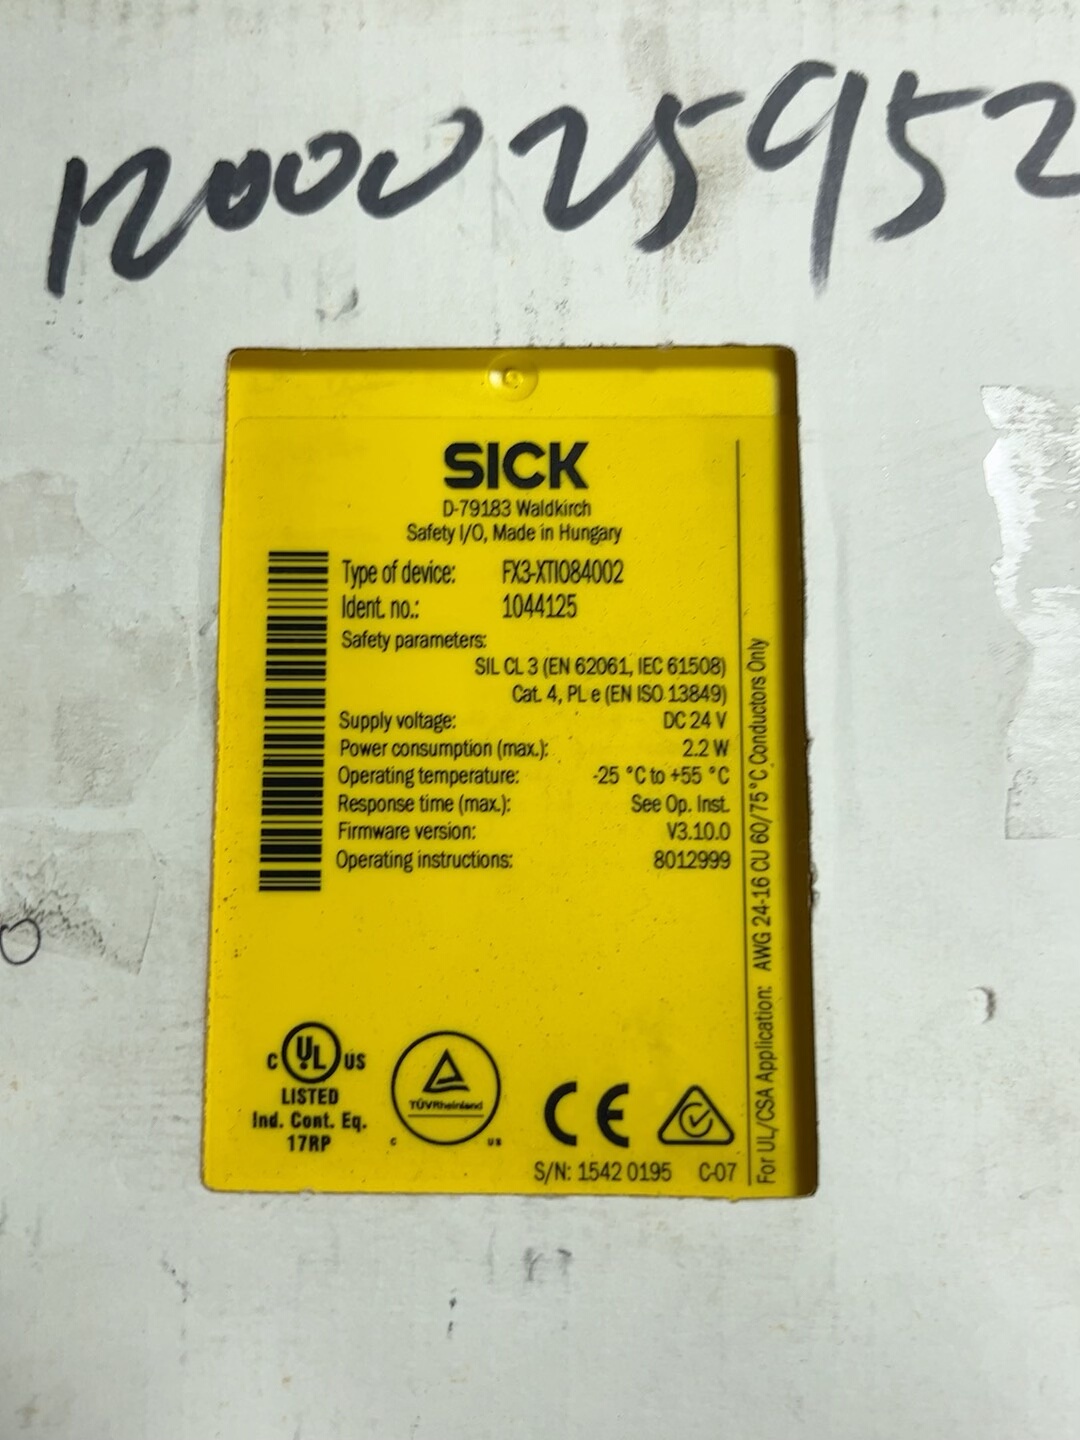 1200025952
SICK
D-79183 Waldkirch
Safety I/O, Made in Hungary
Type of device: FX3-XTIO84002
Ident. no.: 1044125
Safety parameters:
SIL CL 3 (EN 62061, IEC 61508)
Cat. 4, PL e (EN ISO 13849)
Supply voltage: DC 24 V
Power consumption (max.): 2.2 W
Operating temperature: -25 °C to +55 °C
Response time (max.): See Op. Inst.
Firmware version: V3.10.0
Operating instructions: 8012999
For UL/CSA Application: AWG 24-16 CU 60/75°C Conductors Only
C UL US
LISTED
Ind. Cont. Eq.
17RP
TÜVRheinland
C US
CE
S/N: 1542 0195 C-07